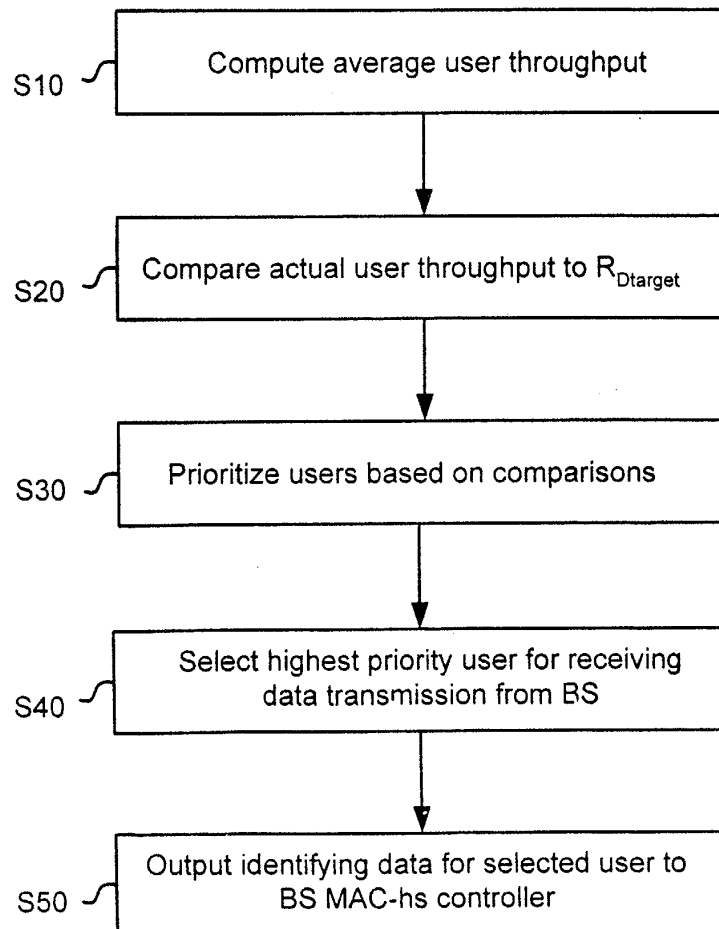 S10
Compute average user throughput
S20
Compare actual user throughput to R_Dtarget
S30
Prioritize users based on comparisons
S40
Select highest priority user for receiving
data transmission from BS
S50
Output identifying data for selected user to
BS MAC-hs controller